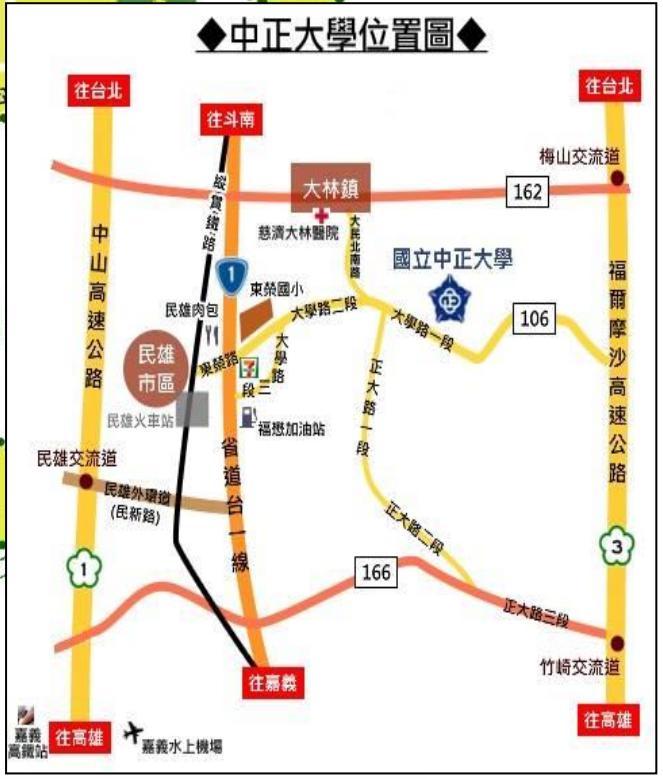 ◆中正大學位置圖◆
往台北
往台北
往斗南
梅山交流道
大林鎮
162
縱貫鐵路
慈濟大林醫院
大民北南路
中山高速公路
國立中正大學
福爾摩沙高速公路
1
東榮國小
民雄肉包
大學路二段
大學路一段
106
民雄
市區
東榮路
大學路
三段
正大路一段
民雄火車站
福懋加油站
民雄交流道
省道台一線
民雄外環道
(民新路)
正大路二段
1
3
166
正大路三段
竹崎交流道
往嘉義
往高雄
往高雄
嘉義
高鐵站
嘉義水上機場